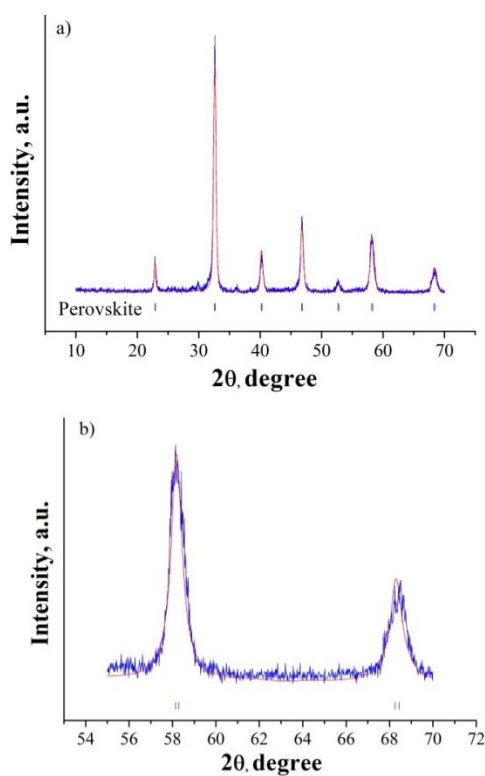 a)
Intensity, a.u.
Perovskite
10 20 30 40 50 60 70
2θ, degree
b)
Intensity, a.u.
54 56 58 60 62 64 66 68 70 72
2θ, degree